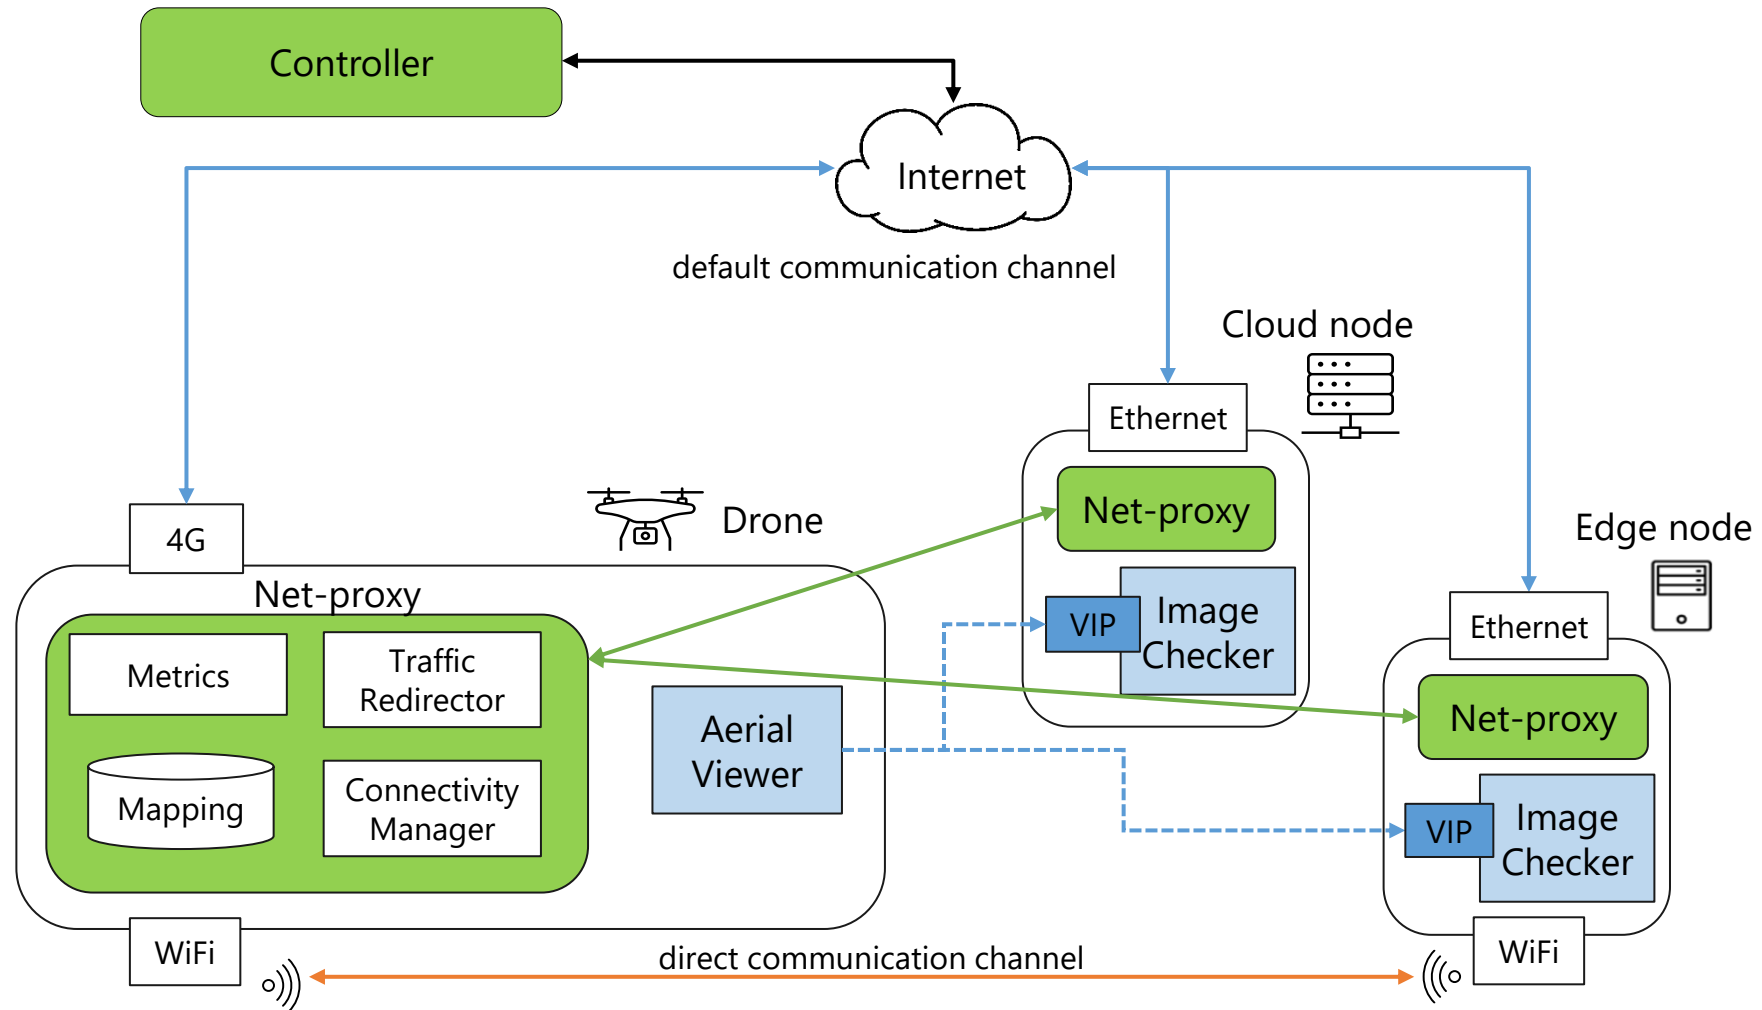 Controller
Internet
default communication channel
Cloud node
Ethernet
Net-proxy
VIP
Image
Checker
Edge node
Ethernet
Net-proxy
VIP
Image
Checker
WiFi
4G
Drone
Net-proxy
Metrics
Traffic
Redirector
Mapping
Connectivity
Manager
Aerial
Viewer
WiFi
direct communication channel